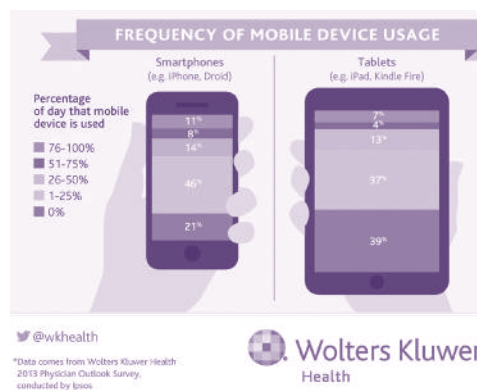 FREQUENCY OF MOBILE DEVICE USAGE
Smartphones
(e.g. iPhone, Droid)
Tablets
(e.g. iPad, Kindle Fire)
Percentage
of day that mobile
device is used
76-100%
51-75%
26-50%
1-25%
0%
11%
8%
14%
46%
21%
7%
4%
13%
37%
39%
@wkhealth
*Data comes from Wolters Kluwer Health
2013 Physician Outlook Survey,
conducted by Ipsos
Wolters Kluwer
Health